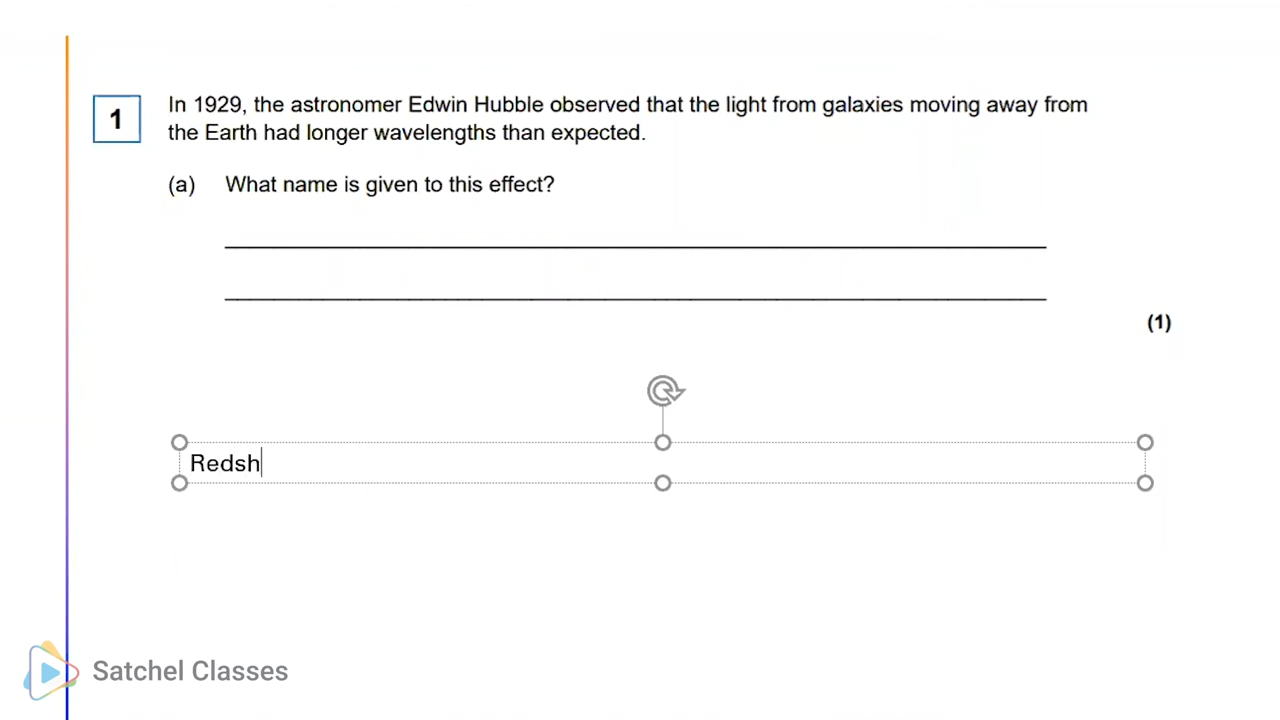 1
In 1929, the astronomer Edwin Hubble observed that the light from galaxies moving away from
the Earth had longer wavelengths than expected.
(a) What name is given to this effect?
(1)
Redsh
Satchel Classes